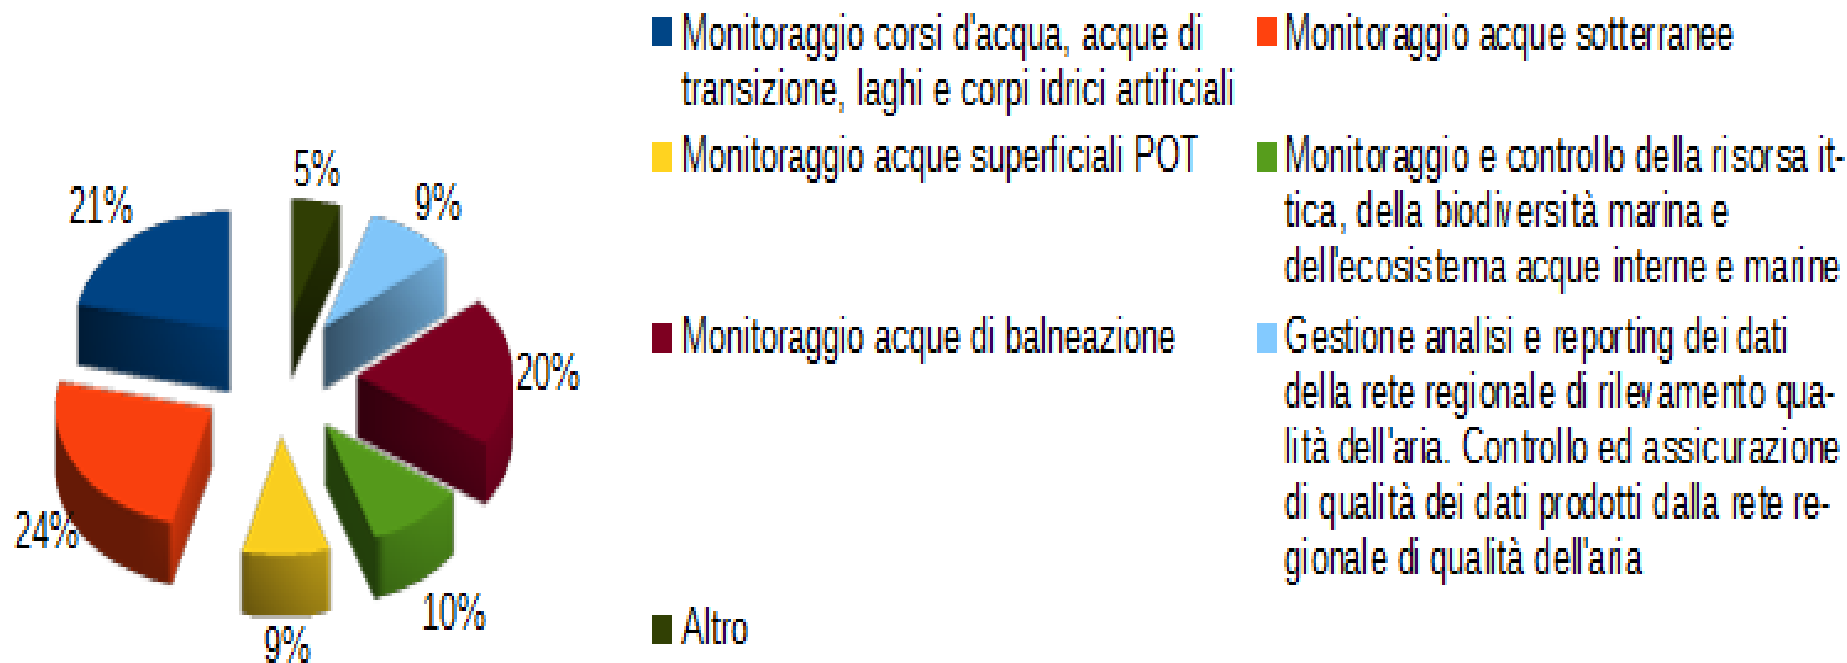 21%
5%
9%
20%
24%
9%
10%
Monitoraggio corsi d'acqua, acque di
transizione, laghi e corpi idrici artificiali
Monitoraggio acque sotterranee
Monitoraggio acque superficiali POT
Monitoraggio e controllo della risorsa it-
tica, della biodiversità marina e
dell'ecosistema acque interne e marine
Monitoraggio acque di balneazione
Gestione analisi e reporting dei dati
della rete regionale di rilevamento qua-
lità dell'aria. Controllo ed assicurazione
di qualità dei dati prodotti dalla rete re-
gionale di qualità dell'aria
Altro